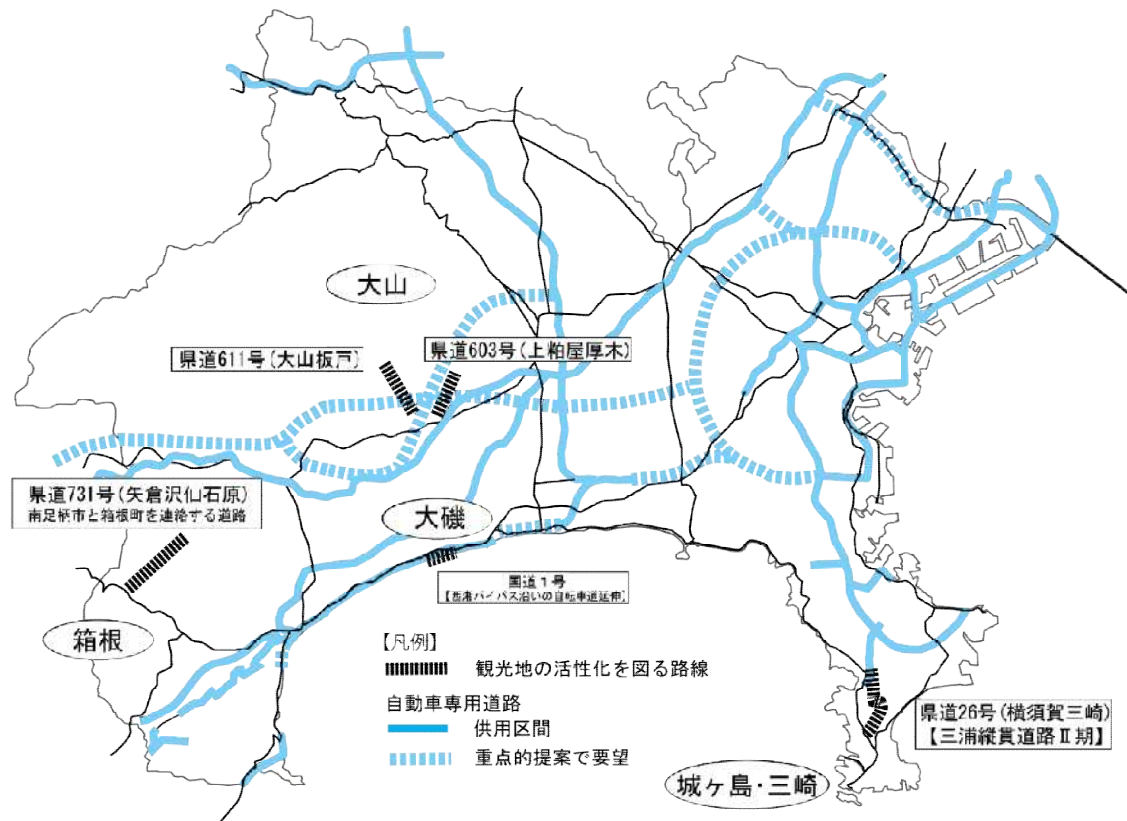 大山
県道611号(大山板戸)
県道603号(上粕屋厚木)
県道731号(矢倉沢仙石原)
南足柄市と箱根町を連絡する道路
大磯
国道1号
【西湘バイパス沿いの自転車道延伸】
箱根
【凡例】
観光地の活性化を図る路線
自動車専用道路
供用区間
重点的提案で要望
県道26号(横須賀三崎)
【三浦縦貫道路Ⅱ期】
城ヶ島・三崎